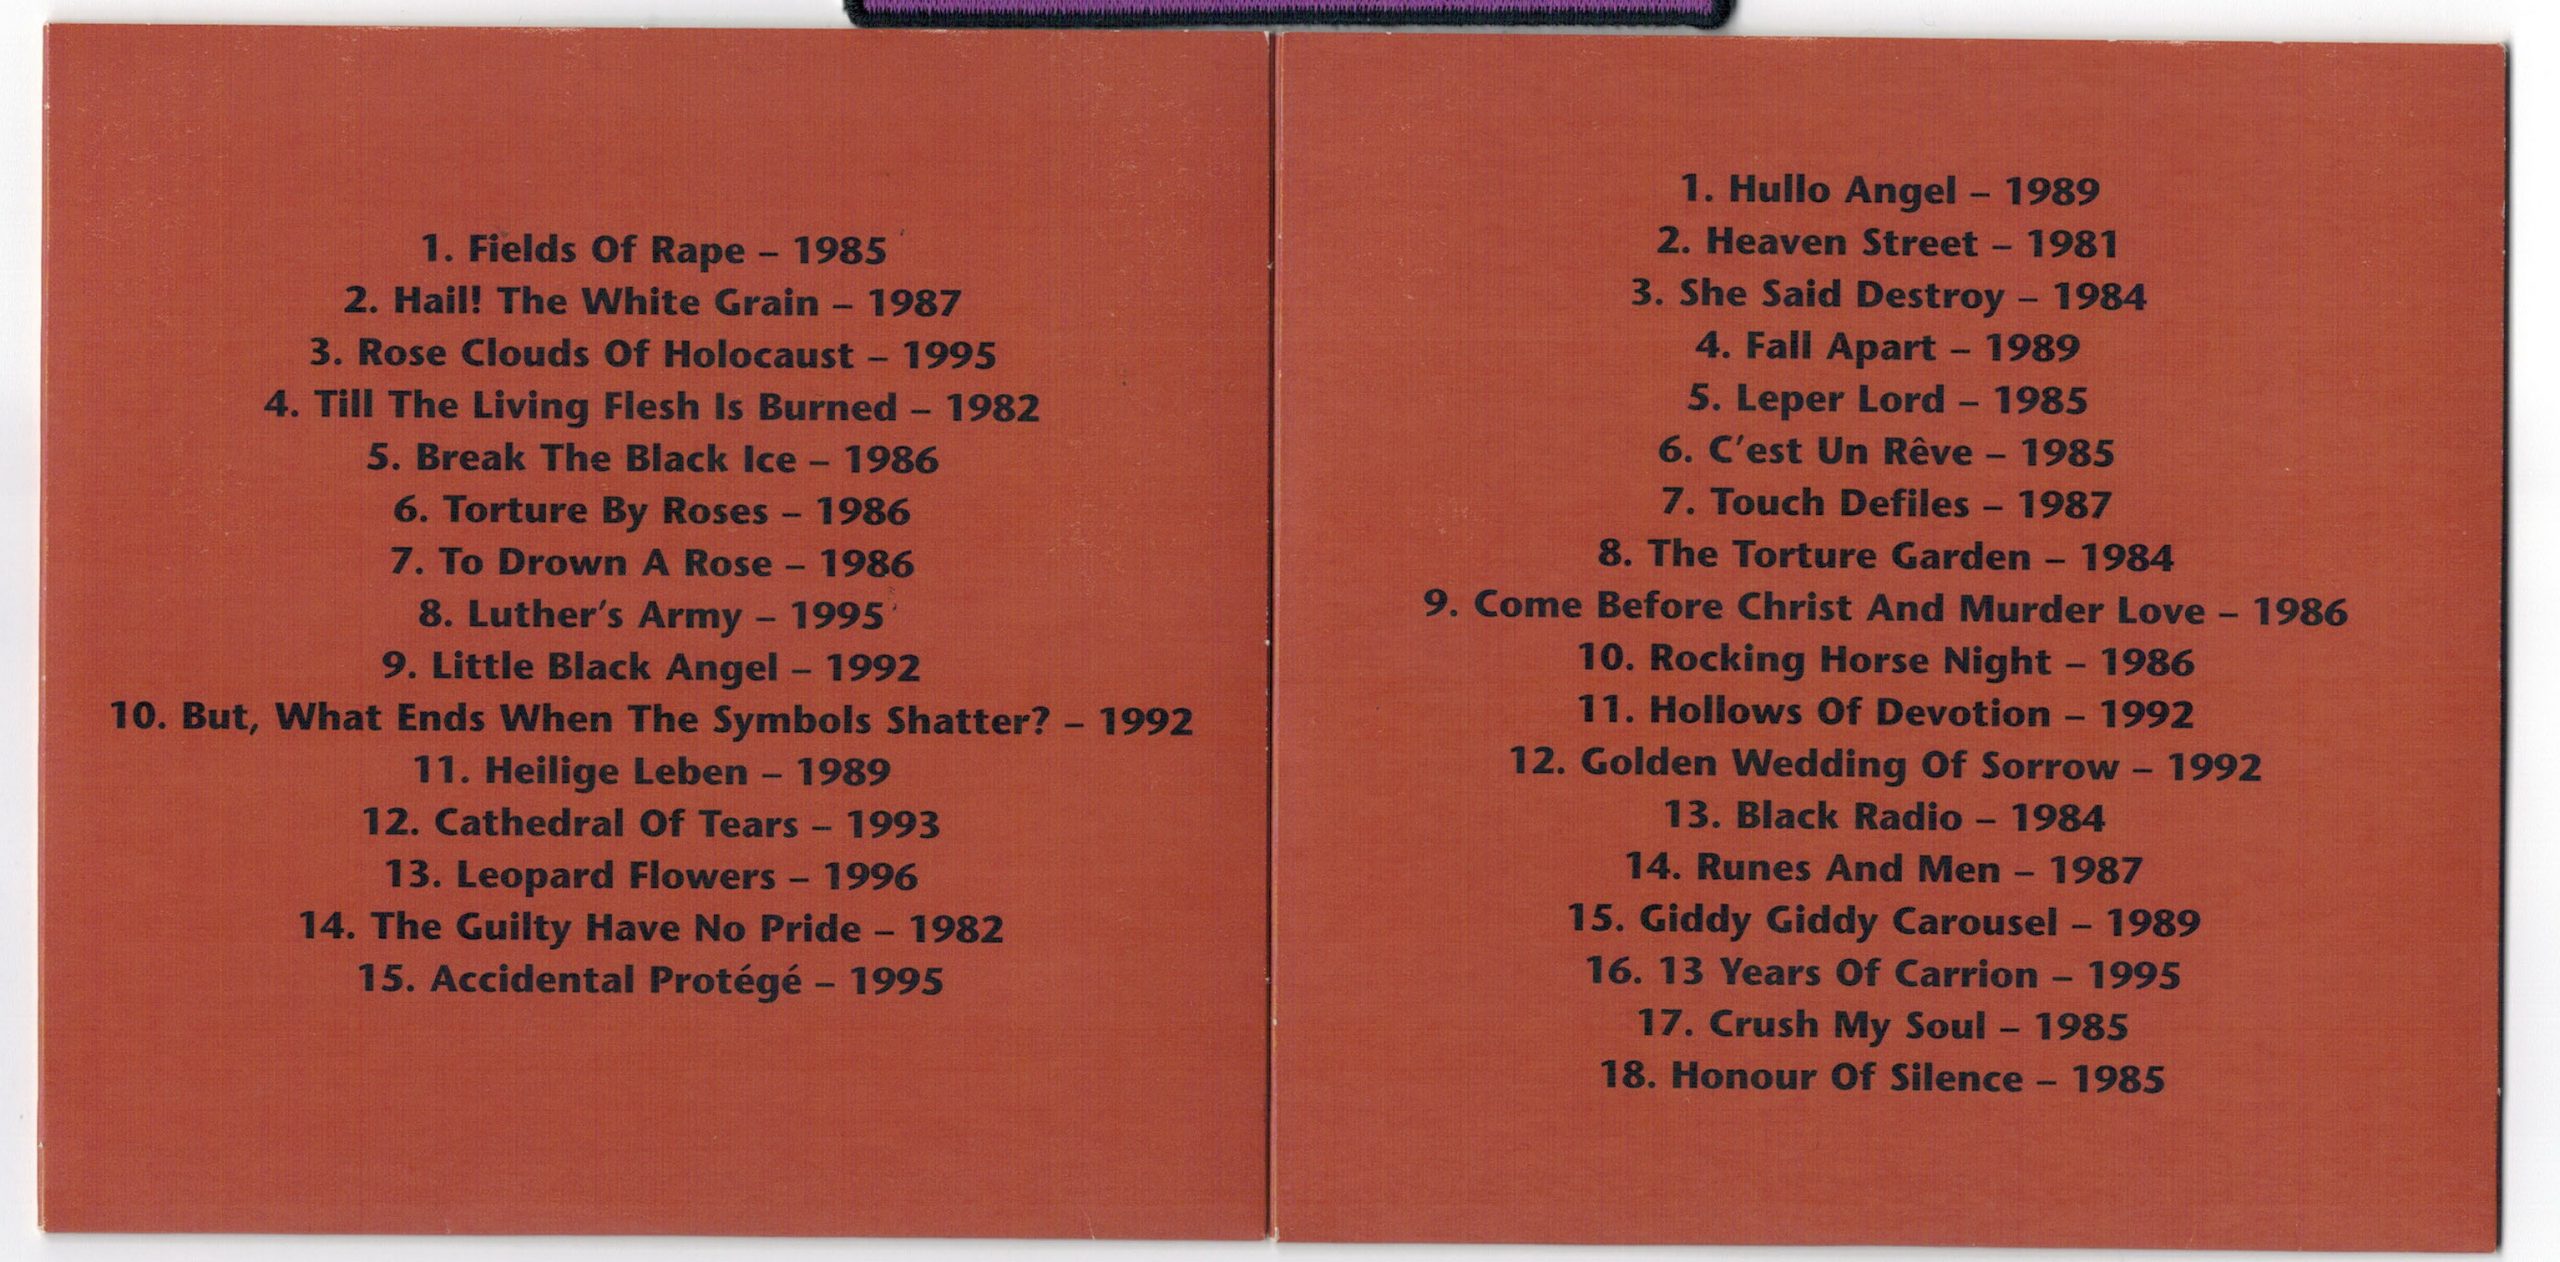 1. Fields Of Rape – 1985
2. Hail! The White Grain – 1987
3. Rose Clouds Of Holocaust – 1995
4. Till The Living Flesh Is Burned – 1982
5. Break The Black Ice – 1986
6. Torture By Roses – 1986
7. To Drown A Rose – 1986
8. Luther’s Army – 1995
9. Little Black Angel – 1992
10. But, What Ends When The Symbols Shatter? – 1992
11. Heilige Leben – 1989
12. Cathedral Of Tears – 1993
13. Leopard Flowers – 1996
14. The Guilty Have No Pride – 1982
15. Accidental Protégé – 1995
1. Hullo Angel – 1989
2. Heaven Street – 1981
3. She Said Destroy – 1984
4. Fall Apart – 1989
5. Leper Lord – 1985
6. C’est Un Rêve – 1985
7. Touch Defiles – 1987
8. The Torture Garden – 1984
9. Come Before Christ And Murder Love – 1986
10. Rocking Horse Night – 1986
11. Hollows Of Devotion – 1992
12. Golden Wedding Of Sorrow – 1992
13. Black Radio – 1984
14. Runes And Men – 1987
15. Giddy Giddy Carousel – 1989
16. 13 Years Of Carrion – 1995
17. Crush My Soul – 1985
18. Honour Of Silence – 1985